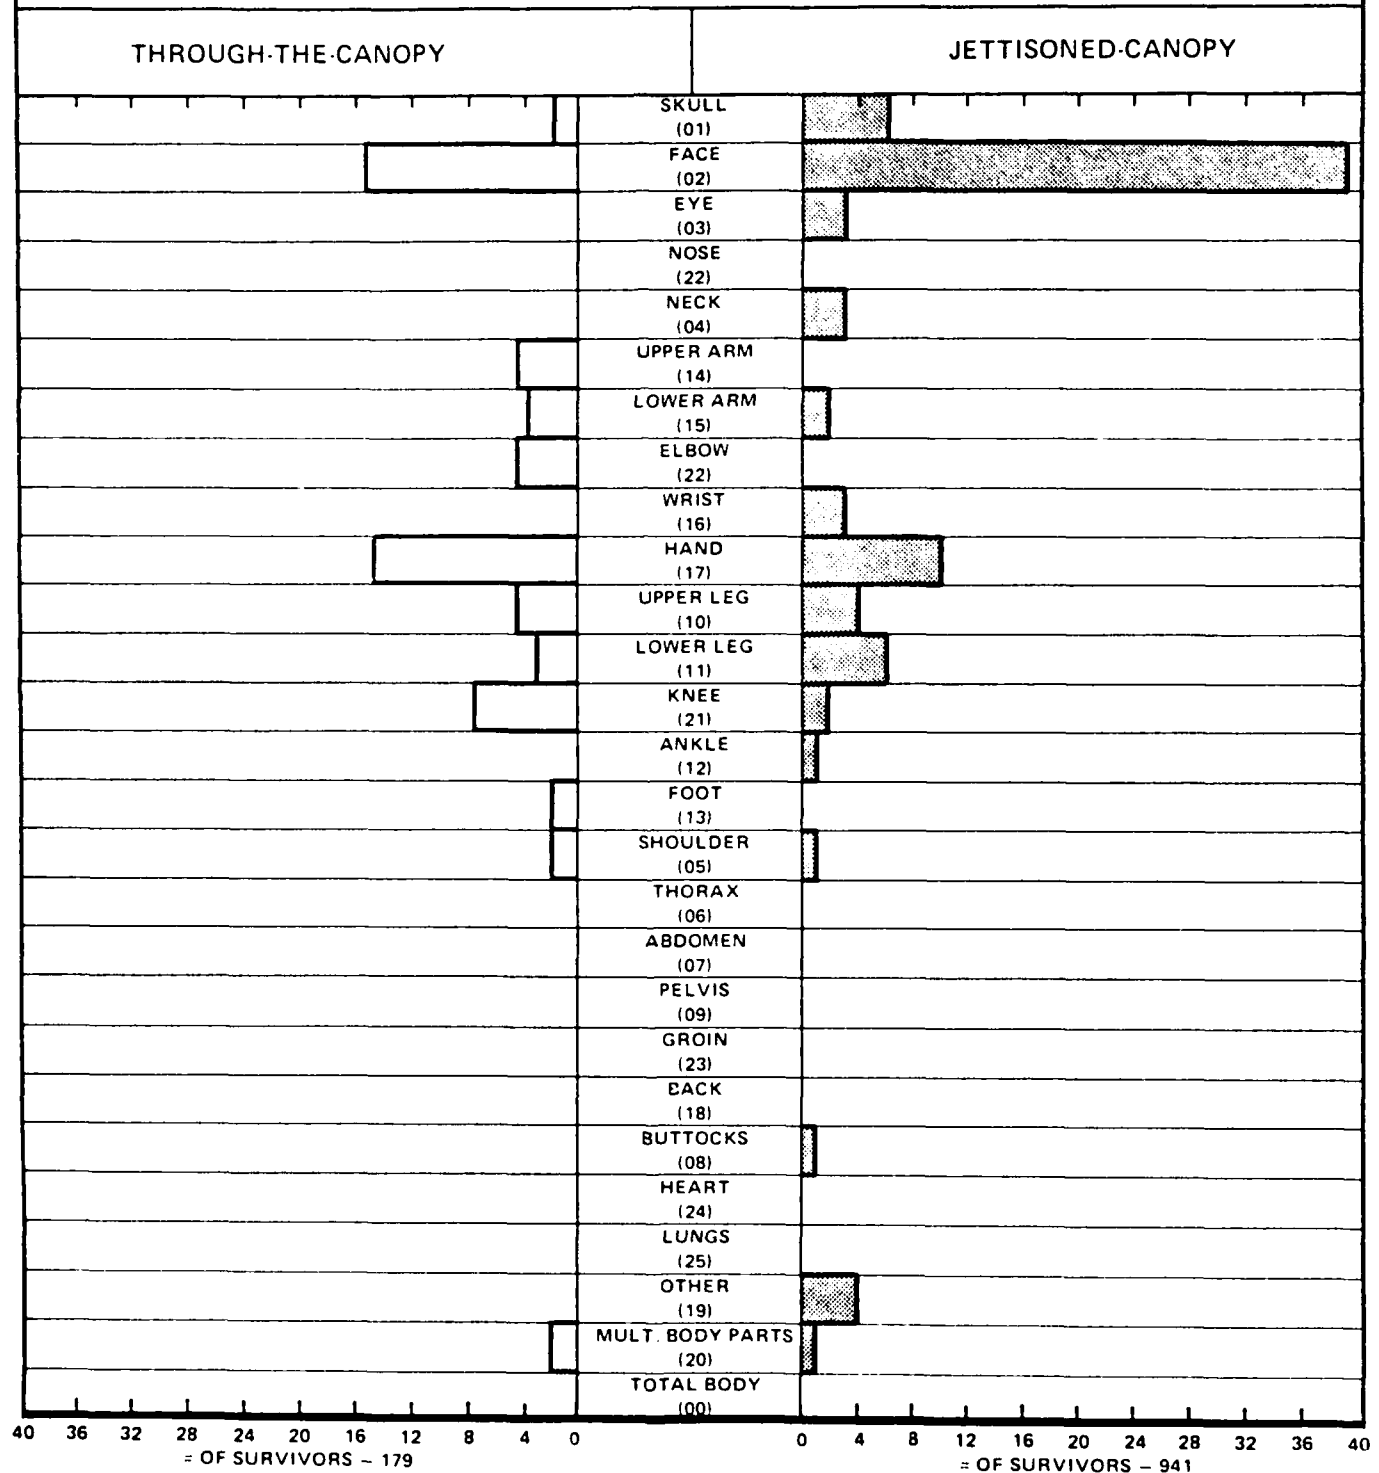 THROUGH-THE-CANOPY
JETTISONED-CANOPY
SKULL
(01)
FACE
(02)
EYE
(03)
NOSE
(22)
NECK
(04)
UPPER ARM
(14)
LOWER ARM
(15)
ELBOW
(22)
WRIST
(16)
HAND
(17)
UPPER LEG
(10)
LOWER LEG
(11)
KNEE
(21)
ANKLE
(12)
FOOT
(13)
SHOULDER
(05)
THORAX
(06)
ABDOMEN
(07)
PELVIS
(09)
GROIN
(23)
BACK
(18)
BUTTOCKS
(08)
HEART
(24)
LUNGS
(25)
OTHER
(19)
MULT. BODY PARTS
(20)
TOTAL BODY
(00)
40 36 32 28 24 20 16 12 8 4 0
0 4 8 12 16 20 24 28 32 36 40
= OF SURVIVORS – 179
= OF SURVIVORS – 941